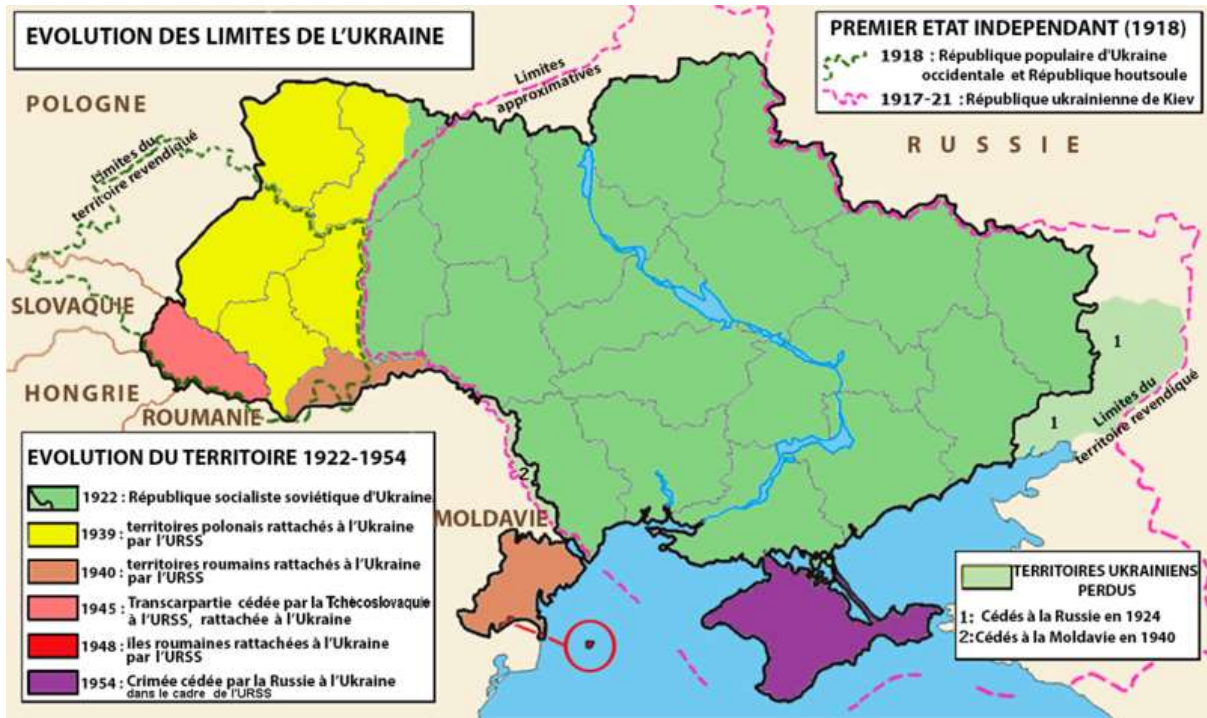 EVOLUTION DES LIMITES DE L'UKRAINE
PREMIER ETAT INDEPENDANT (1918)
1918 : République populaire d'Ukraine
occidentale et République houtsoule
1917-21 : République ukrainienne de Kiev
Limites
approximatives
POLOGNE
RUSSIE
Limites du
territoire revendiqué
SLOVAQUIE
HONGRIE
ROUMANIE
MOLDAVIE
1
1
2
Limites du
territoire revendiqué
EVOLUTION DU TERRITOIRE 1922-1954
1922 : République socialiste soviétique d'Ukraine
1939 : territoires polonais rattachés à l'Ukraine
par l'URSS
1940 : territoires roumains rattachés à l'Ukraine
par l'URSS
1945 : Transcarpatie cédée par la Tchécoslovaquie
à l'URSS, rattachée à l'Ukraine
1948 : iles roumaines rattachées à l'Ukraine
par l'URSS
1954 : Crimée cédée par la Russie à l'Ukraine
dans le cadre de l'URSS
TERRITOIRES UKRAINIENS
PERDUS
1: Cédés à la Russie en 1924
2:Cédés à la Moldavie en 1940